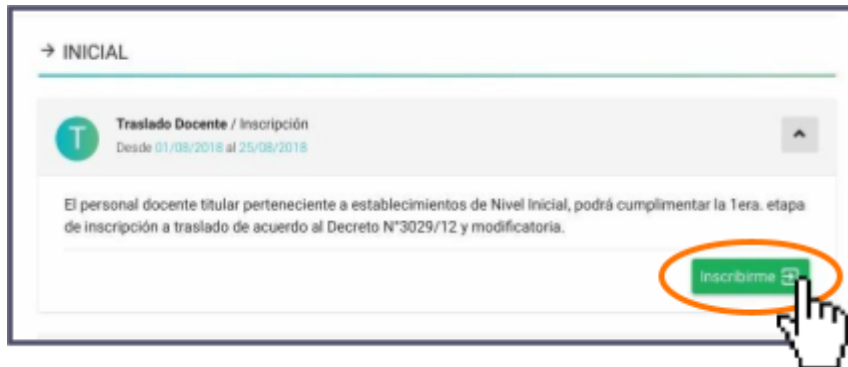 → INICIAL
T
Traslado Docente / Inscripción
Desde 01/08/2018 al 25/08/2018
El personal docente titular perteneciente a establecimientos de Nivel Inicial, podrá cumplimentar la 1era. etapa
de inscripción a traslado de acuerdo al Decreto N°3029/12 y modificatoria.
Inscribirme